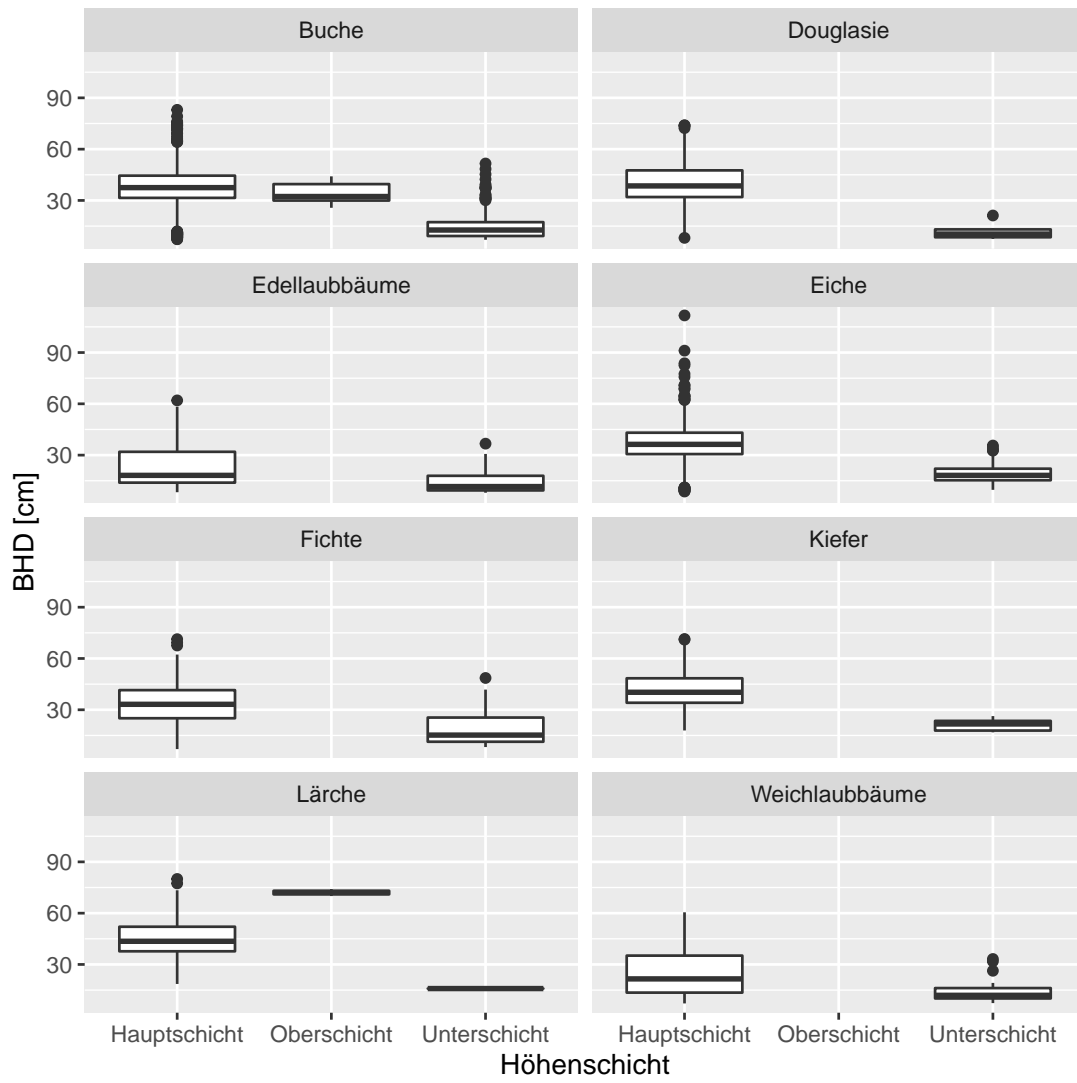 Buche
Douglasie
90
60
30
Edellaubbäume
Eiche
90
60
30
Fichte
Kiefer
90
60
30
Lärche
Weichlaubbäume
90
60
30
Hauptschicht Oberschicht Unterschicht
Hauptschicht Oberschicht Unterschicht
Höhenschicht
BHD [cm]